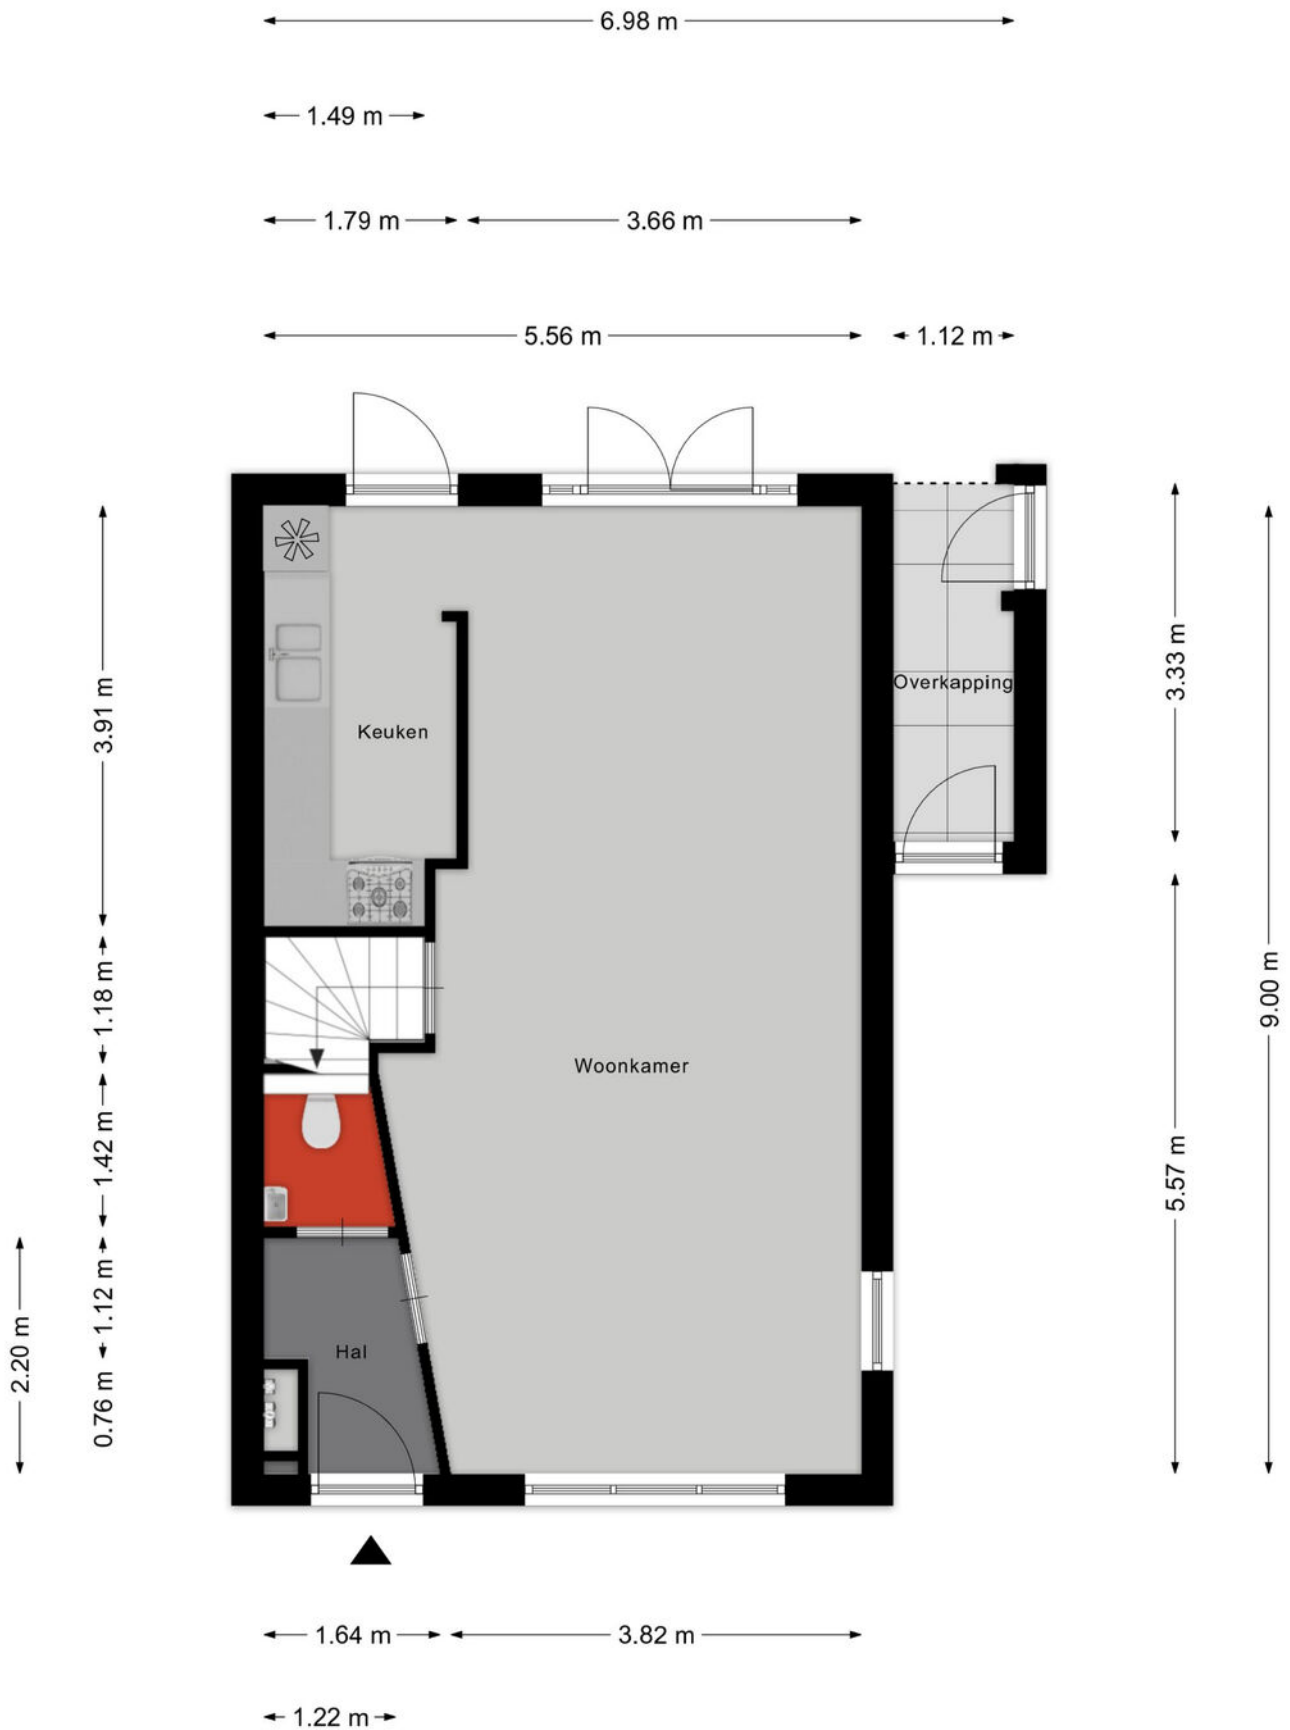 6.98 m
1.49 m
1.79 m
3.66 m
5.56 m
1.12 m
3.91 m
3.33 m
Overkapping
Keuken
9.00 m
1.18 m
Woonkamer
1.42 m
5.57 m
1.12 m
2.20 m
Hal
0.76 m
1.64 m
3.82 m
1.22 m